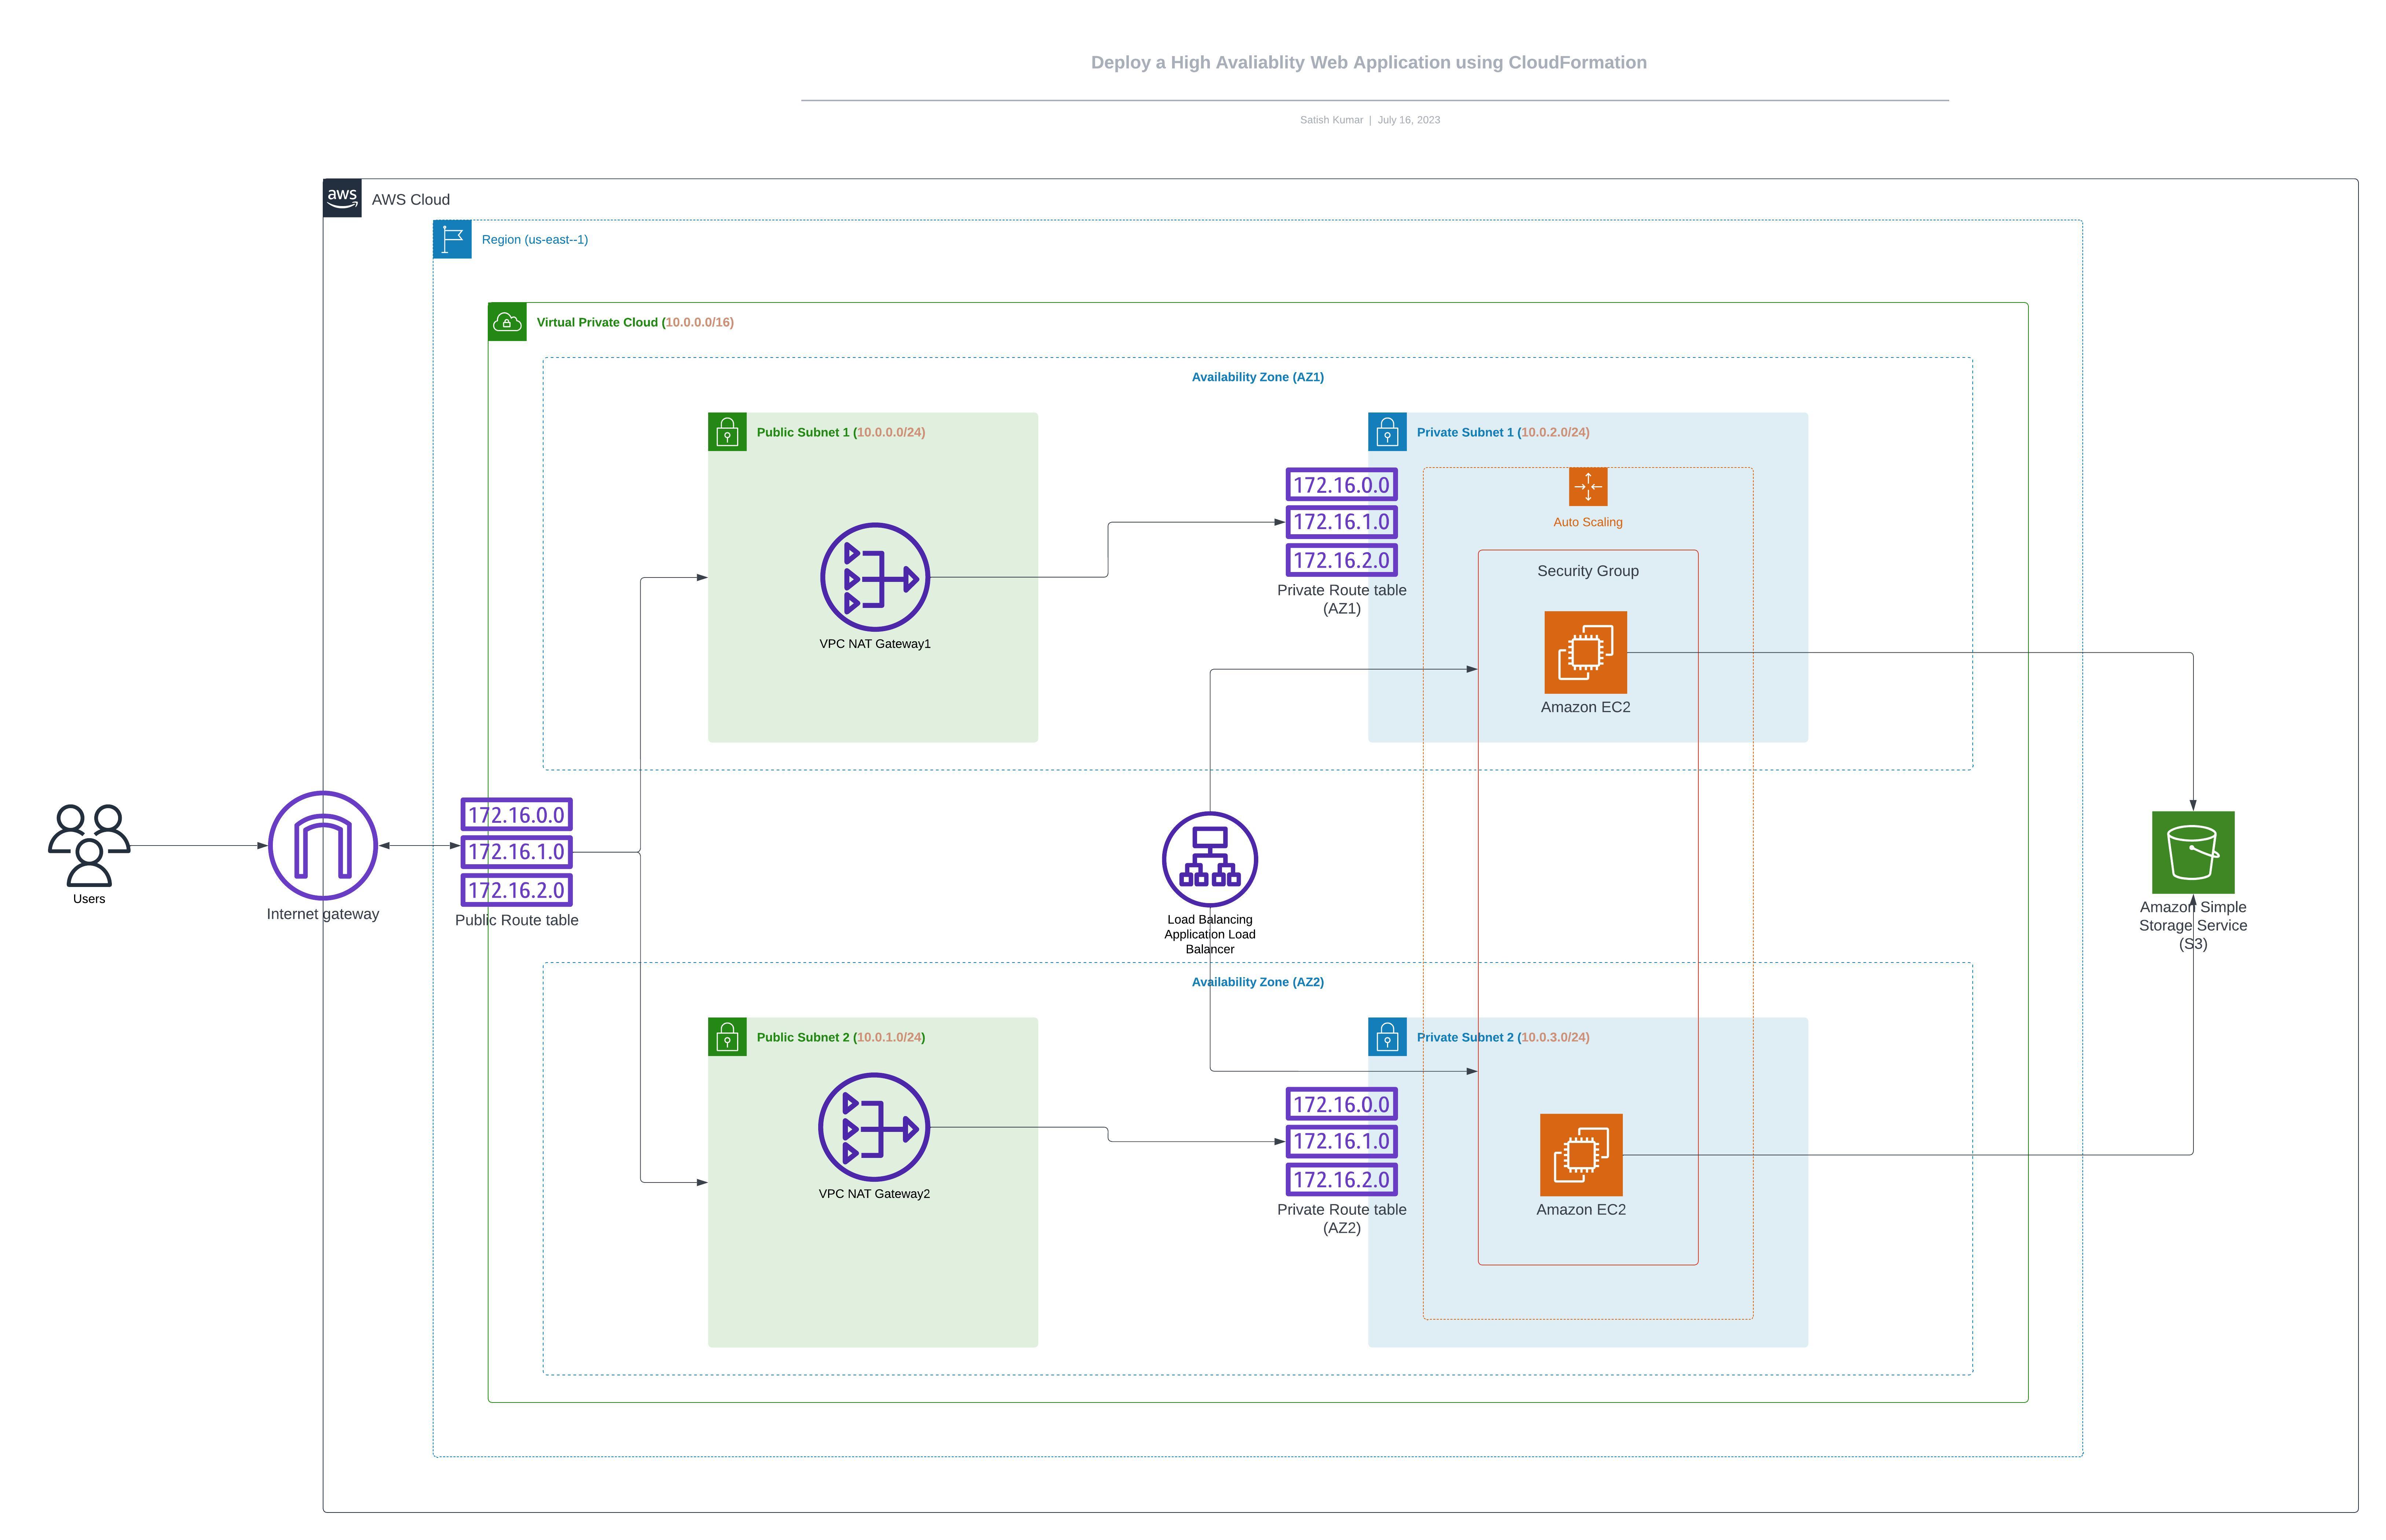 Deploy a High Avaliablity Web Application using CloudFormation
Satish Kumar | July 16, 2023
aws
AWS Cloud
Region (us-east--1)
Virtual Private Cloud (10.0.0.0/16)
Availability Zone (AZ1)
Public Subnet 1 (10.0.0.0/24)
VPC NAT Gateway1
172.16.0.0
172.16.1.0
172.16.2.0
Private Route table
(AZ1)
Private Subnet 1 (10.0.2.0/24)
Auto Scaling
Security Group
Amazon EC2
Users
Internet gateway
172.16.0.0
172.16.1.0
172.16.2.0
Public Route table
Load Balancing
Application Load
Balancer
Amazon Simple
Storage Service
(S3)
Availability Zone (AZ2)
Public Subnet 2 (10.0.1.0/24)
VPC NAT Gateway2
172.16.0.0
172.16.1.0
172.16.2.0
Private Route table
(AZ2)
Private Subnet 2 (10.0.3.0/24)
Amazon EC2